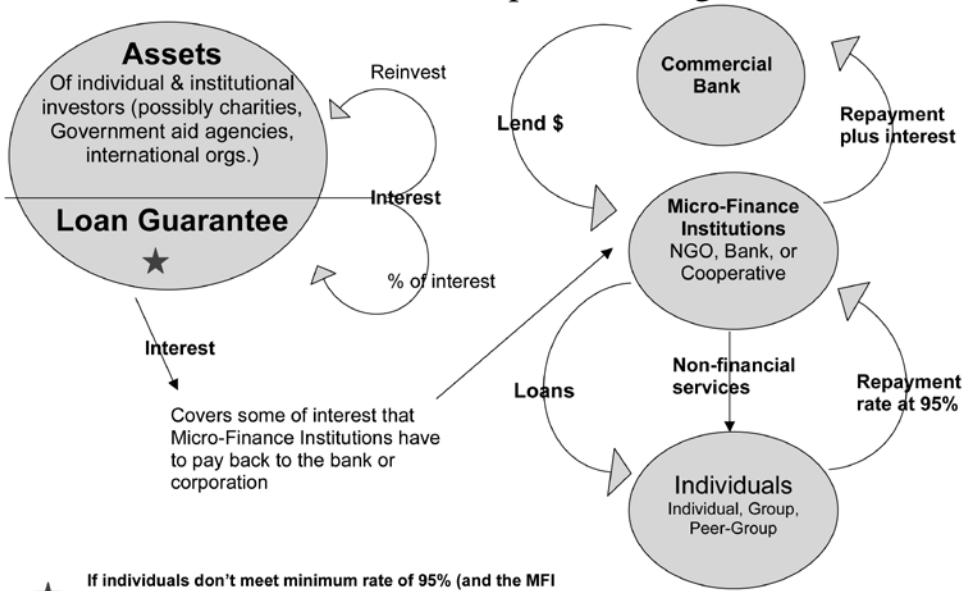 Assets
Of individual & institutional
investors (possibly charities,
Government aid agencies,
international orgs.)
Loan Guarantee
Reinvest
Interest
% of interest
Interest
Covers some of interest that
Micro-Finance Institutions have
to pay back to the bank or
corporation
Commercial
Bank
Lend $
Repayment
plus interest
Micro-Finance
Institutions
NGO, Bank, or
Cooperative
Loans
Non-financial
services
Repayment
rate at 95%
Individuals
Individual, Group,
Peer-Group
If individuals don't meet minimum rate of 95% (and the MFI